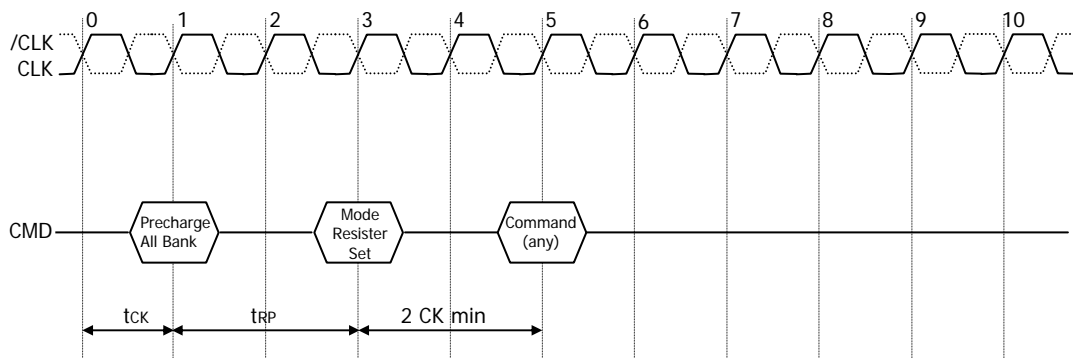 0 1 2 3 4 5 6 7 8 9 10
/CLK
CLK
CMD
Precharge
All Bank
Mode
Resister
Set
Command
(any)
tCK
tRP
2 CK min